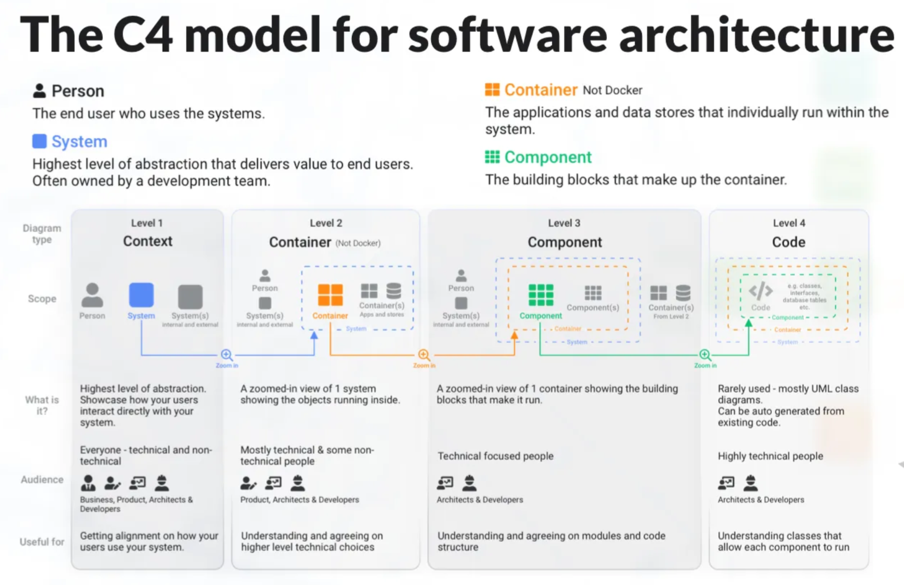 The C4 model for software architecture
Person
The end user who uses the systems.
System
Highest level of abstraction that delivers value to end users.
Often owned by a development team.
Container Not Docker
The applications and data stores that individually run within the
system.
Component
The building blocks that make up the container.
Diagram
type
Level 1
Context
Level 2
Container (Not Docker)
Level 3
Component
Level 4
Code
Scope
Person
System
System(s)
Internal and external
Zoom in
Person
System(s)
Internal and external
Container
Container(s)
Apps and stores
System
Zoom in
Person
System(s)
Internal and external
Component
Component(s)
Container
System
Container(s)
From Level 2
Zoom in
Code
e.g. classes,
interfaces,
database tables
etc.
Component
Container
System
What is
it?
Highest level of abstraction.
Showcase how your users
interact directly with your
system.
A zoomed-in view of 1 system
showing the objects running inside.
A zoomed-in view of 1 container showing the building
blocks that make it run.
Rarely used - mostly UML class
diagrams.
Can be auto generated from
existing code.
Audience
Everyone - technical and non-
technical
Business, Product, Architects &
Developers
Mostly technical & some non-
technical people
Product, Architects & Developers
Technical focused people
Architects & Developers
Highly technical people
Architects & Developers
Useful for
Getting alignment on how your
users use your system.
Understanding and agreeing on
higher level technical choices
Understanding and agreeing on modules and code
structure
Understanding classes that
allow each component to run